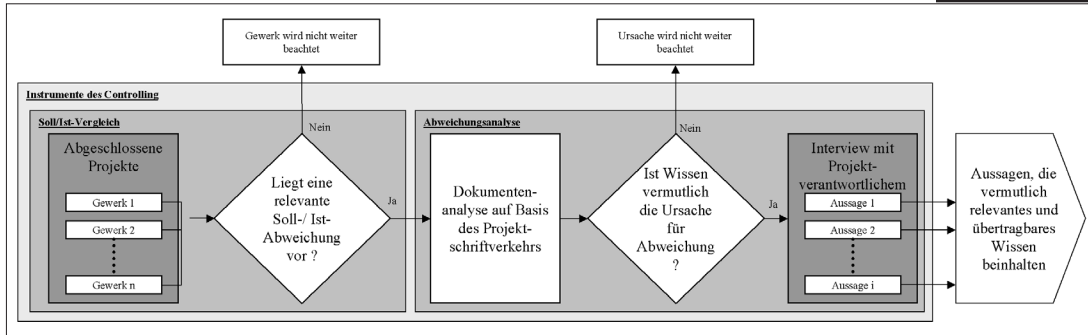 Gewerk wird nicht weiter
beachtet
Ursache wird nicht weiter
beachtet
Instrumente des Controlling
Soll/Ist-Vergleich
Abgeschlossene
Projekte
Gewerk 1
Gewerk 2
Gewerk n
Nein
Liegt eine
relevante
Soll-/ Ist-
Abweichung
vor ?
Ja
Abweichungsanalyse
Dokumenten-
analyse auf Basis
des Projekt-
schriftverkehrs
Nein
Ist Wissen
vermutlich
die Ursache
für
Abweichung
?
Ja
Interview mit
Projekt-
verantwortlichem
Aussage 1
Aussage 2
Aussage i
Aussagen, die
vermutlich
relevantes und
übertragbares
Wissen
beinhalten